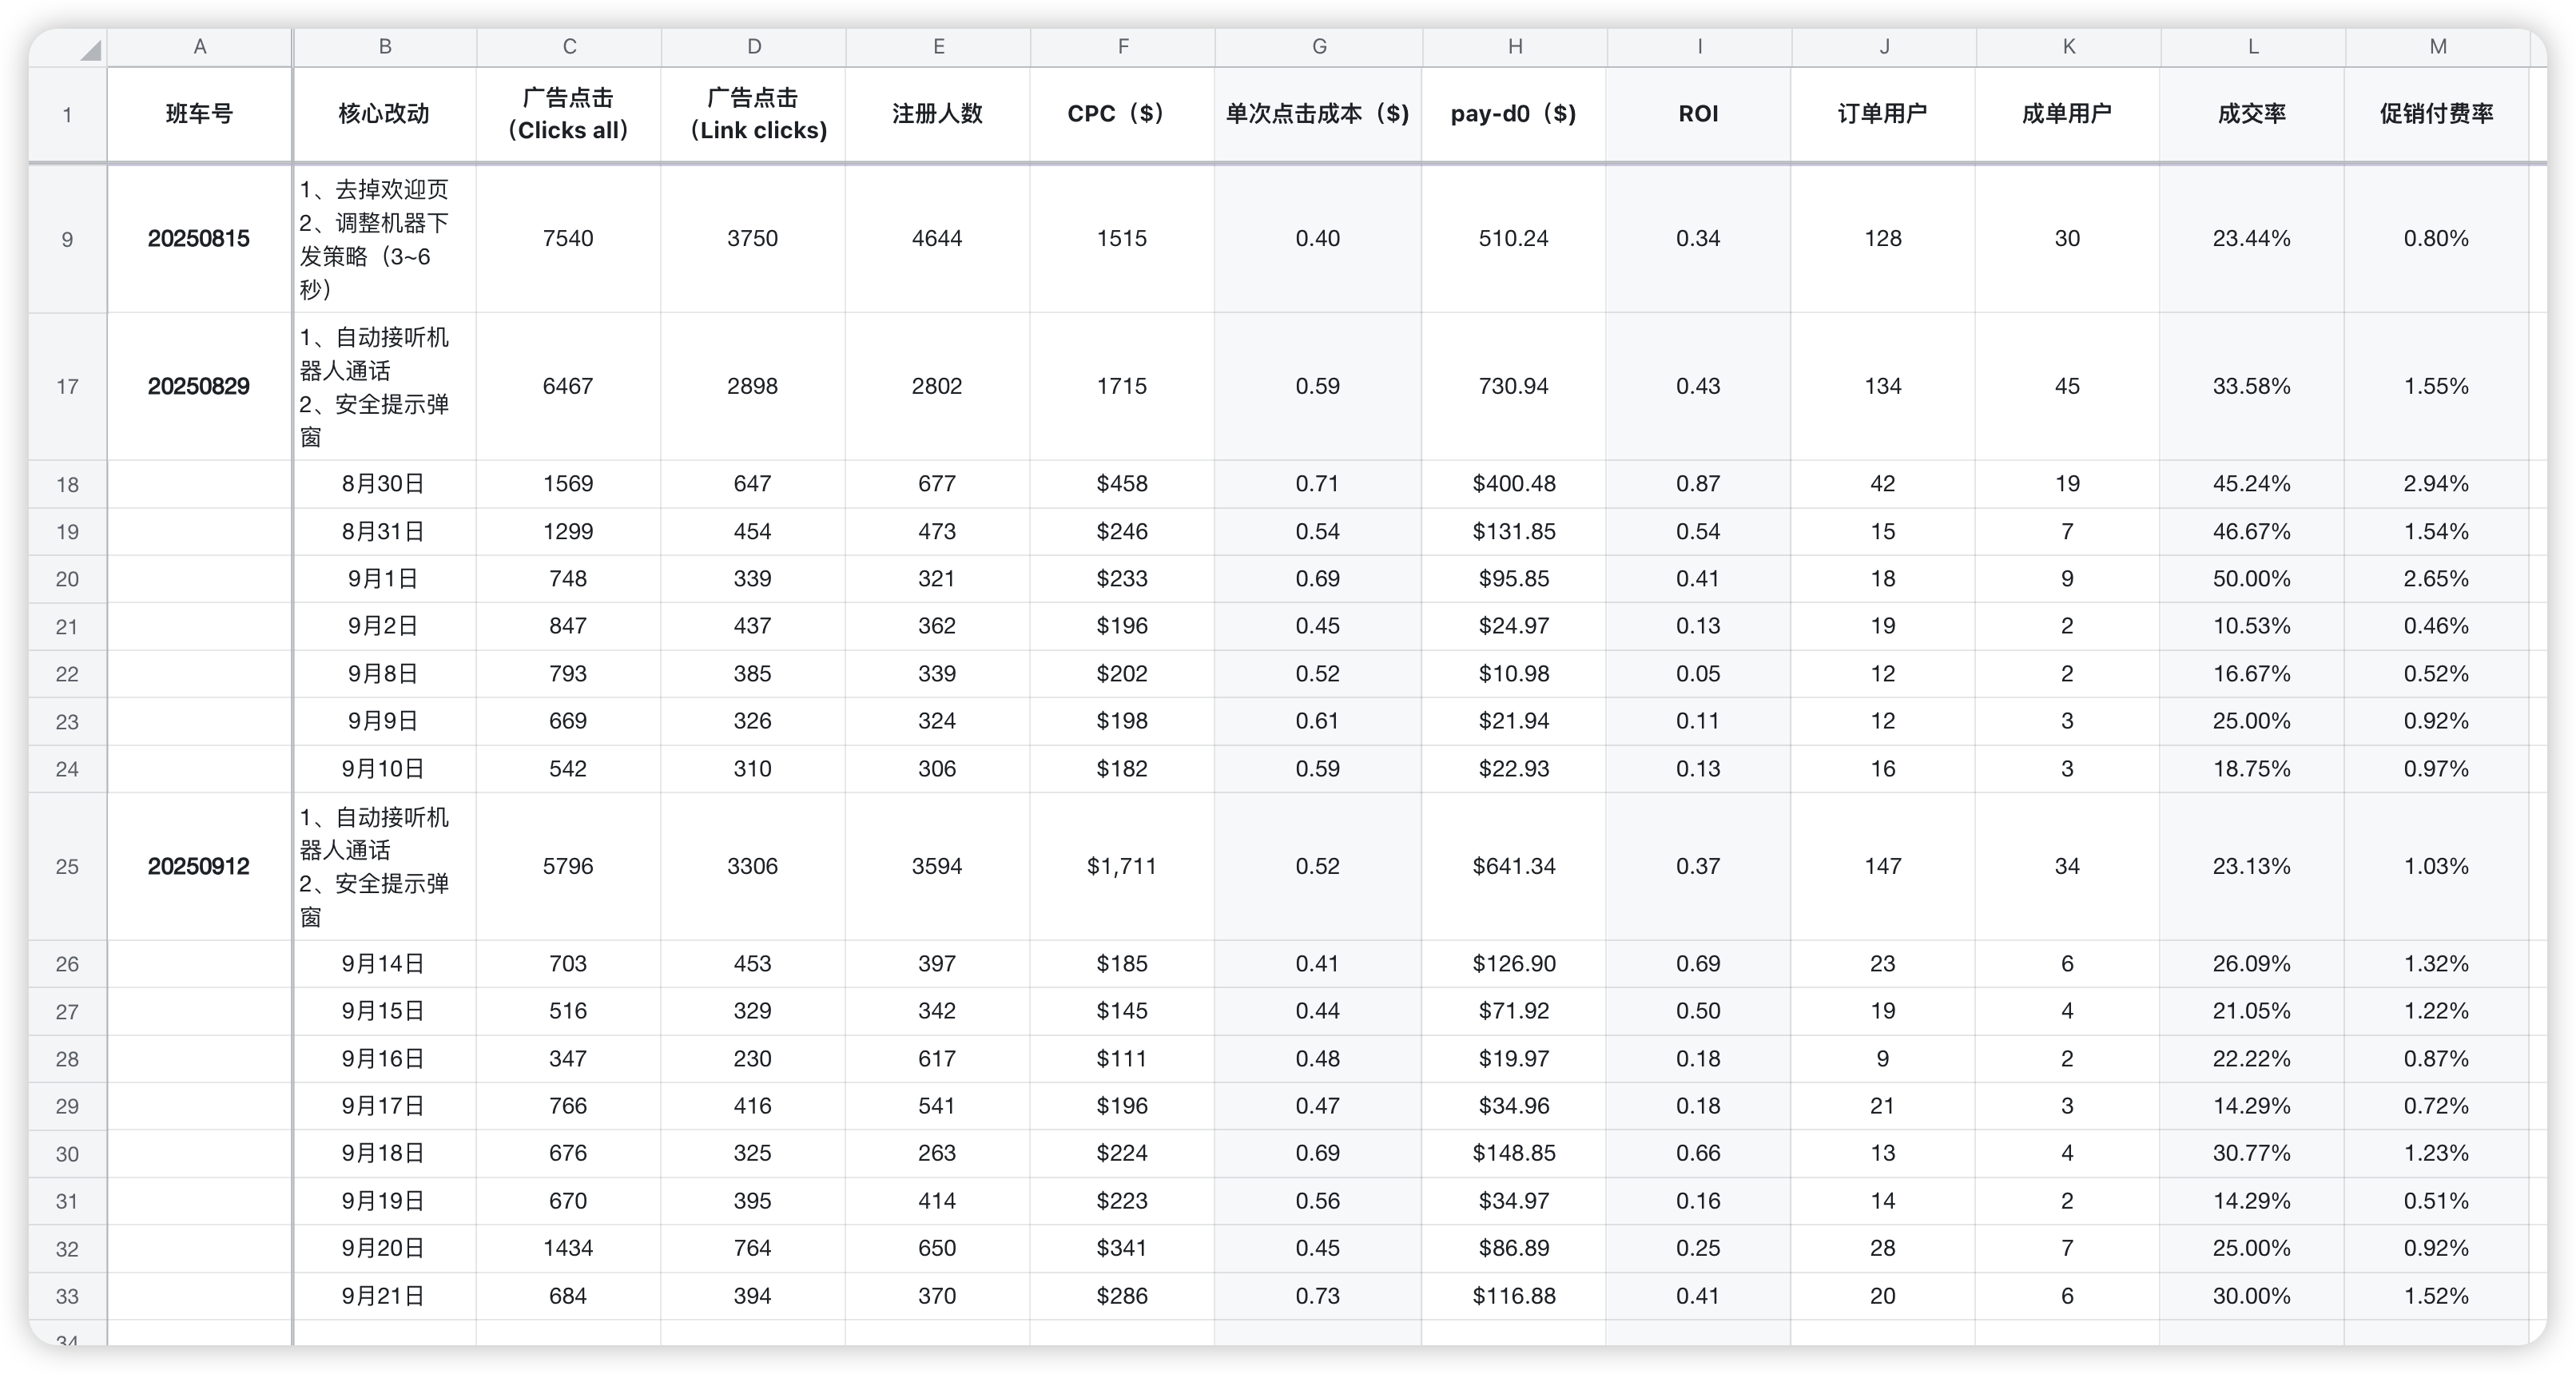 A B C D E F G H I J K L M
1 班车号 核心改动 广告点击 (Clicks all) 广告点击 (Link clicks) 注册人数 CPC（$） 单次点击成本（$） pay-d0（$） ROI 订单用户 成单用户 成交率 促销付费率
9 20250815 1、去掉欢迎页
2、调整机器下
发策略（3~6
秒） 7540 3750 4644 1515 0.40 510.24 0.34 128 30 23.44% 0.80%
17 20250829 1、自动接听机
器人通话
2、安全提示弹
窗 6467 2898 2802 1715 0.59 730.94 0.43 134 45 33.58% 1.55%
18 8月30日 1569 647 677 $458 0.71 $400.48 0.87 42 19 45.24% 2.94%
19 8月31日 1299 454 473 $246 0.54 $131.85 0.54 15 7 46.67% 1.54%
20 9月1日 748 339 321 $233 0.69 $95.85 0.41 18 9 50.00% 2.65%
21 9月2日 847 437 362 $196 0.45 $24.97 0.13 19 2 10.53% 0.46%
22 9月8日 793 385 339 $202 0.52 $10.98 0.05 12 2 16.67% 0.52%
23 9月9日 669 326 324 $198 0.61 $21.94 0.11 12 3 25.00% 0.92%
24 9月10日 542 310 306 $182 0.59 $22.93 0.13 16 3 18.75% 0.97%
25 20250912 1、自动接听机
器人通话
2、安全提示弹
窗 5796 3306 3594 $1,711 0.52 $641.34 0.37 147 34 23.13% 1.03%
26 9月14日 703 453 397 $185 0.41 $126.90 0.69 23 6 26.09% 1.32%
27 9月15日 516 329 342 $145 0.44 $71.92 0.50 19 4 21.05% 1.22%
28 9月16日 347 230 617 $111 0.48 $19.97 0.18 9 2 22.22% 0.87%
29 9月17日 766 416 541 $196 0.47 $34.96 0.18 21 3 14.29% 0.72%
30 9月18日 676 325 263 $224 0.69 $148.85 0.66 13 4 30.77% 1.23%
31 9月19日 670 395 414 $223 0.56 $34.97 0.16 14 2 14.29% 0.51%
32 9月20日 1434 764 650 $341 0.45 $86.89 0.25 28 7 25.00% 0.92%
33 9月21日 684 394 370 $286 0.73 $116.88 0.41 20 6 30.00% 1.52%
34